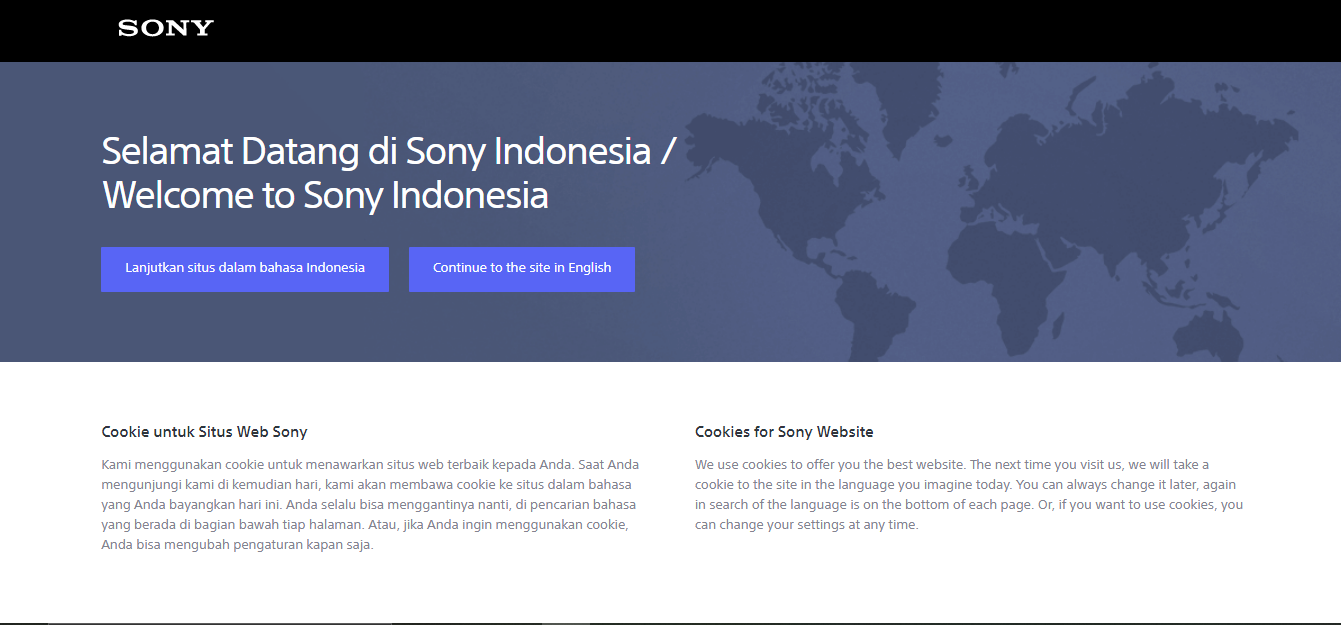 SONY
Selamat Datang di Sony Indonesia /
Welcome to Sony Indonesia
Lanjutkan situs dalam bahasa Indonesia
Continue to the site in English
Cookie untuk Situs Web Sony
Kami menggunakan cookie untuk menawarkan situs web terbaik kepada Anda. Saat Anda
mengunjungi kami di kemudian hari, kami akan membawa cookie ke situs dalam bahasa
yang Anda bayangkan hari ini. Anda selalu bisa menggantinya nanti, di pencarian bahasa
yang berada di bagian bawah tiap halaman. Atau, jika Anda ingin menggunakan cookie,
Anda bisa mengubah pengaturan kapan saja.
Cookies for Sony Website
We use cookies to offer you the best website. The next time you visit us, we will take a
cookie to the site in the language you imagine today. You can always change it later, again
in search of the language is on the bottom of each page. Or, if you want to use cookies, you
can change your settings at any time.